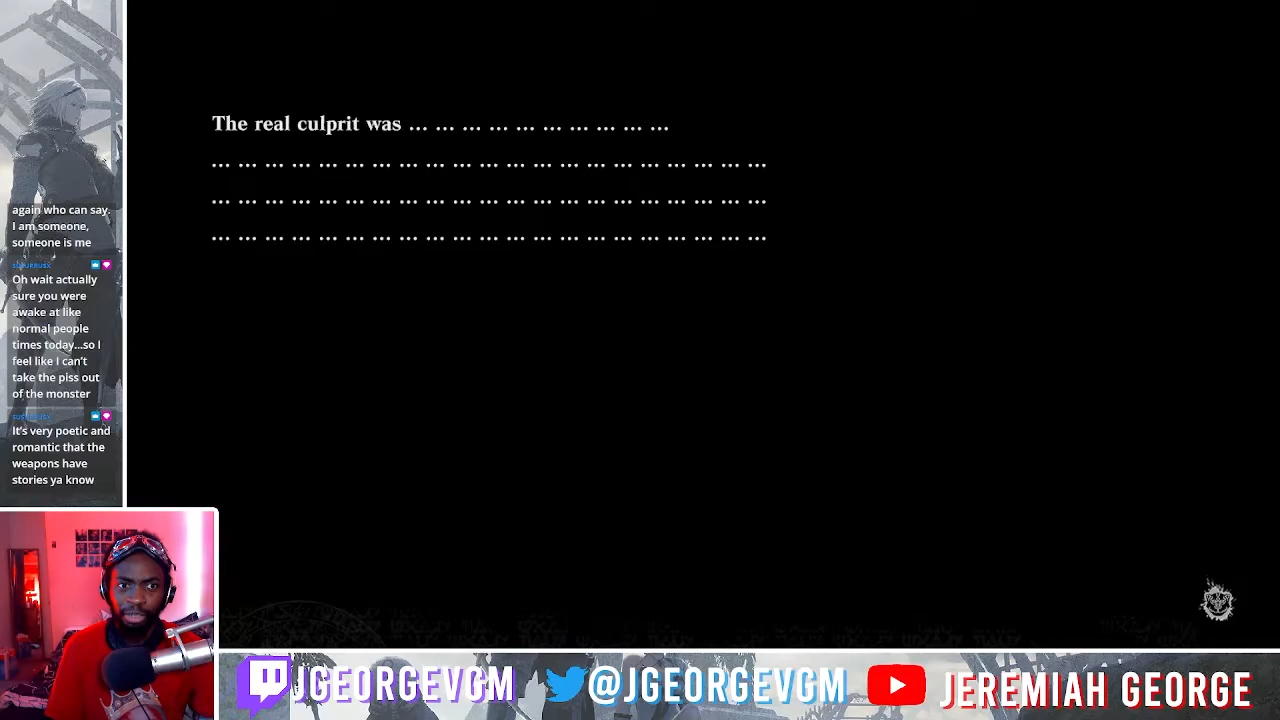 The real culprit was ... ... ... ... ... ... ... ... ... ...
... ... ... ... ... ... ... ... ... ... ... ... ... ... ... ... ... ... ... ... ...
... ... ... ... ... ... ... ... ... ... ... ... ... ... ... ... ... ... ... ... ...
... ... ... ... ... ... ... ... ... ... ... ... ... ... ... ... ... ... ... ... ...
again who can say.
I am someone,
someone is me
Oh wait actually
sure you were
awake at like
normal people
times today...so I
feel like I can't
take the piss out
of the monster
It's very poetic and
romantic that the
weapons have
stories ya know
JGEORGEVGM
@JGEORGEVGM
JEREMIAH GEORGE